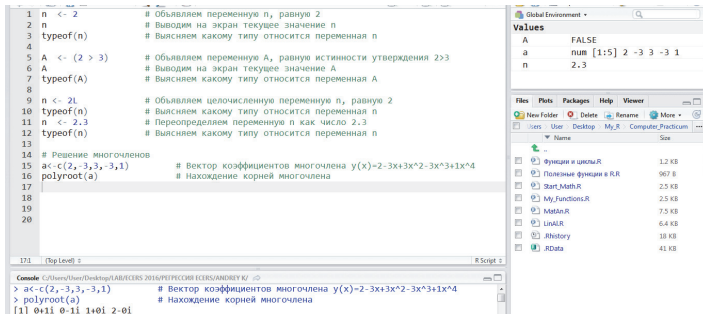 1 n <- 2 # Объявляем переменную n, равную 2
2 n # Выводим на экран текущее значение n
3 typeof(n) # Выясняем какому типу относится переменная n
4
5 A <- (2 > 3) # Объявляем переменную A, равную истинности утверждения 2>3
6 A # Выводим на экран текущее значение A
7 typeof(A) # Выясняем какому типу относится переменная A
8
9 n <- 2L # Объявляем целочисленную переменную n, равную 2
10 typeof(n) # Выясняем какому типу относится переменная n
11 n <- 2.3 # Переопределяем переменную n как число 2.3
12 typeof(n) # Выясняем какому типу относится переменная n
13
14 # Решение многочленов
15 a<-c(2,-3,3,-3,1) # Вектор коэффициентов многочлена y(x)=2-3x+3x^2-3x^3+1x^4
16 polyroot(a) # Нахождение корней многочлена
17
18
19
20
17:1 (Top Level) R Script
Console C:/Users/User/Desktop/LAB/ECERS 2016/РЕГРЕССИЯ ECERS/ANDREY K/
> a<-c(2,-3,3,-3,1) # Вектор коэффициентов многочлена y(x)=2-3x+3x^2-3x^3+1x^4
> polyroot(a) # Нахождение корней многочлена
[1] 0+1i 0-1i 1+0i 2-0i
Global Environment
Values
A FALSE
a num [1:5] 2 -3 3 -3 1
n 2.3
Files Plots Packages Help Viewer
New Folder Delete Rename More
Users User Desktop My_R Computer_Practicum
Name Size
..
Функции и циклы.R 1.2 KB
Полезные функции в R.R 967 B
Start_Math.R 2.5 KB
My_Functions.R 2.5 KB
MatAn.R 7.5 KB
LinAl.R 6.4 KB
.Rhistory 18 KB
.RData 41 KB